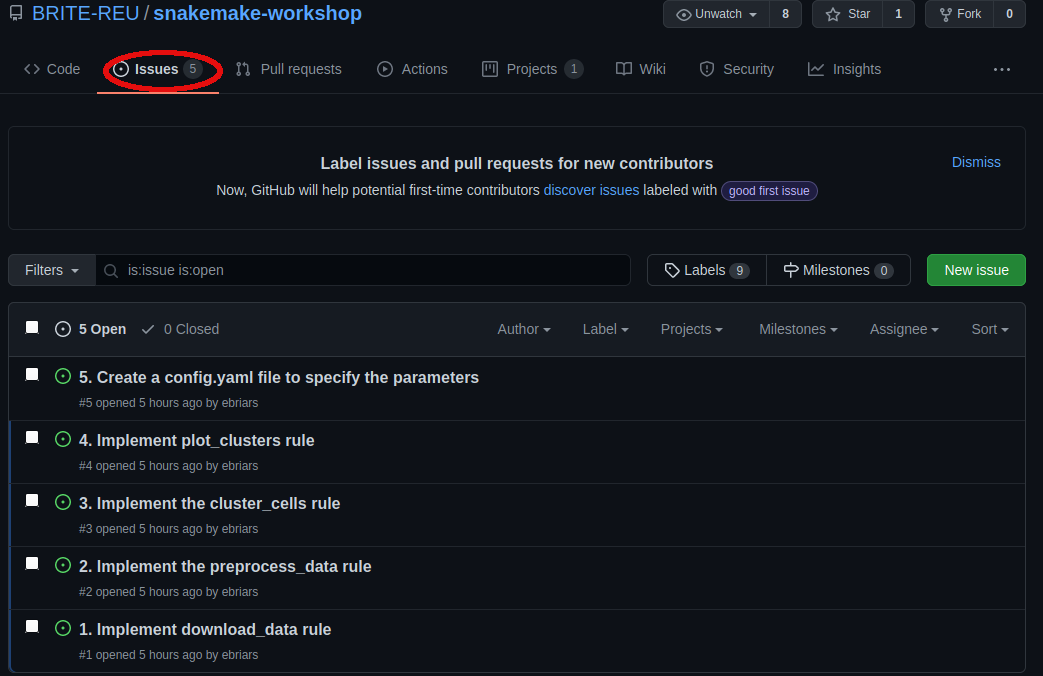 BRITE-REU / snakemake-workshop Unwatch 8 Star 1 Fork 0
Code Issues 5 Pull requests Actions Projects 1 Wiki Security Insights ...
Label issues and pull requests for new contributors Dismiss
Now, GitHub will help potential first-time contributors discover issues labeled with good first issue
Filters is:issue is:open Labels 9 Milestones 0 New issue
5 Open 0 Closed Author Label Projects Milestones Assignee Sort
5. Create a config.yaml file to specify the parameters
#5 opened 5 hours ago by ebriars
4. Implement plot_clusters rule
#4 opened 5 hours ago by ebriars
3. Implement the cluster_cells rule
#3 opened 5 hours ago by ebriars
2. Implement the preprocess_data rule
#2 opened 5 hours ago by ebriars
1. Implement download_data rule
#1 opened 5 hours ago by ebriars